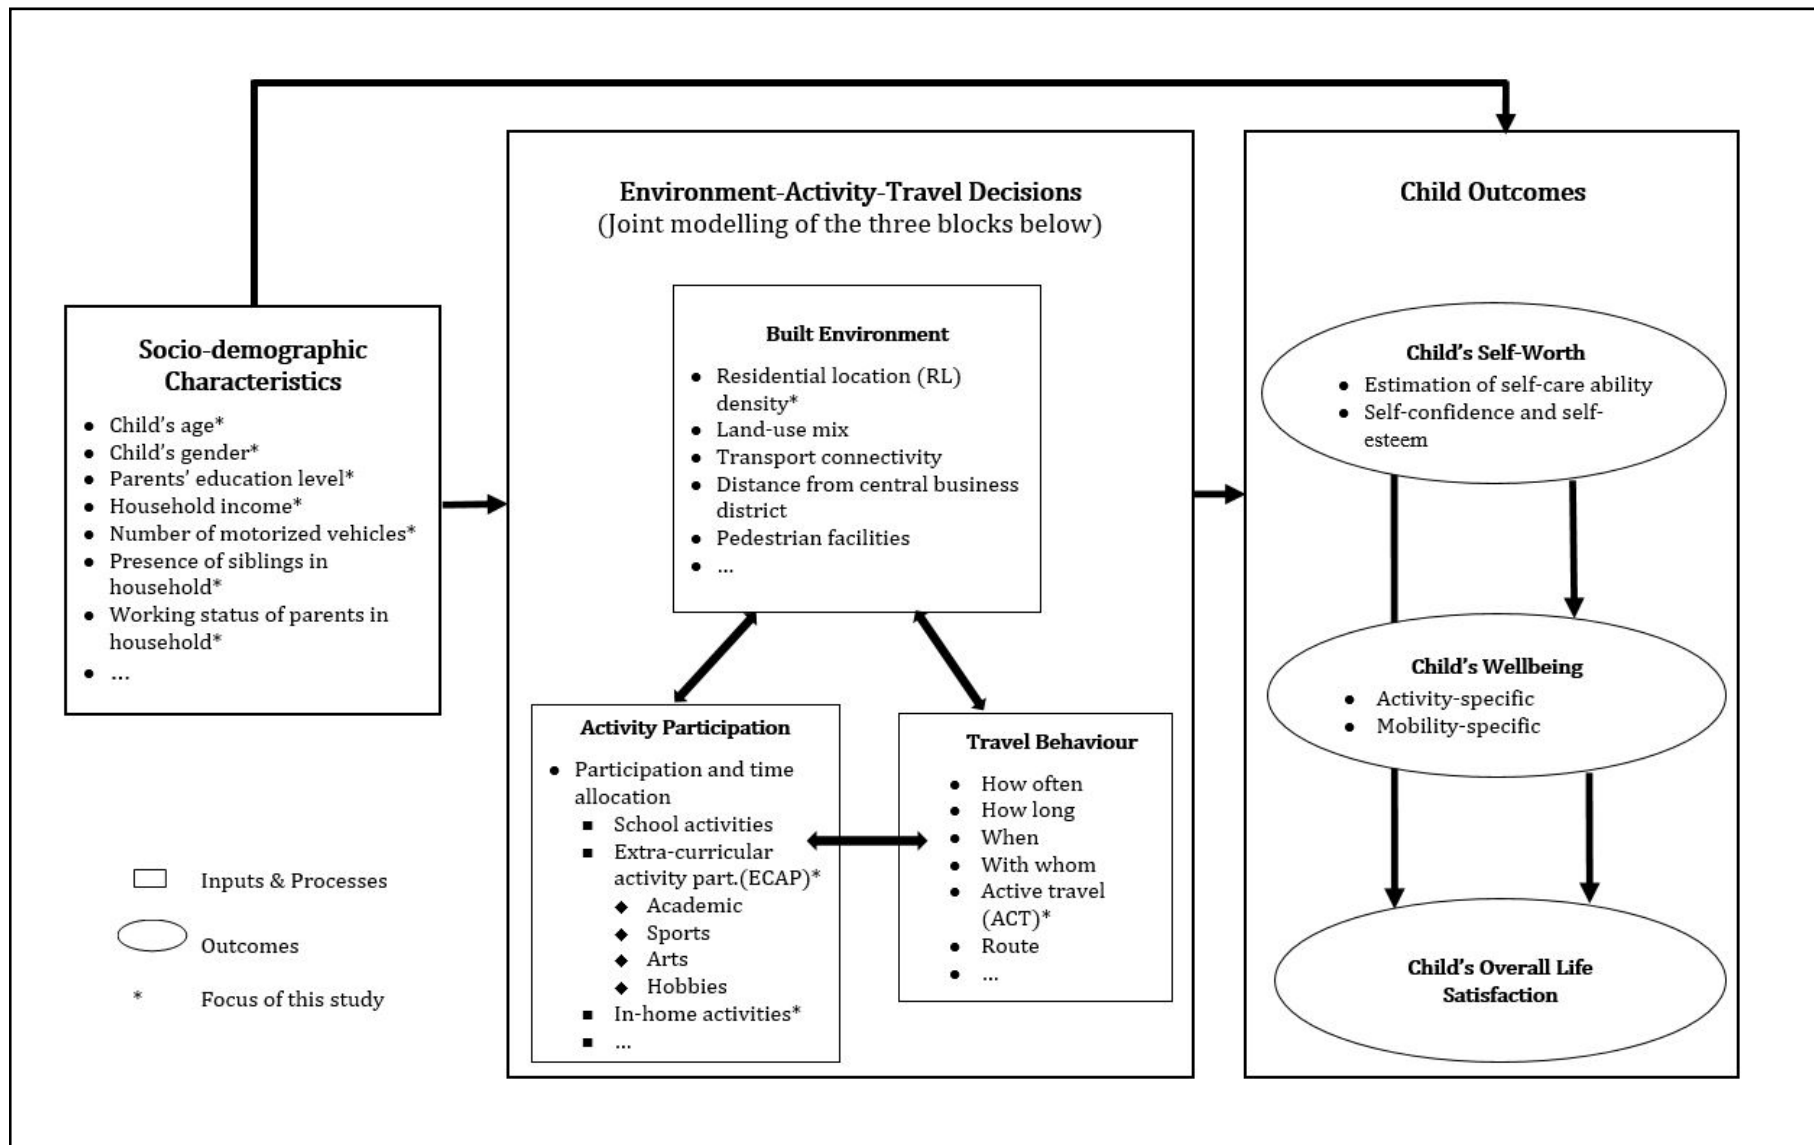 Socio-demographic
Characteristics
● Child's age*
● Child's gender*
● Parents' education level*
● Household income*
● Number of motorized vehicles*
● Presence of siblings in
household*
● Working status of parents in
household*
● ...
□ Inputs & Processes
Outcomes
* Focus of this study
Environment-Activity-Travel Decisions
(Joint modelling of the three blocks below)
Built Environment
● Residential location (RL)
density*
● Land-use mix
● Transport connectivity
● Distance from central business
district
● Pedestrian facilities
● ...
Activity Participation
● Participation and time
allocation
■ School activities
■ Extra-curricular
activity part.(ECAP)*
◆ Academic
◆ Sports
◆ Arts
◆ Hobbies
■ In-home activities*
■ ...
Travel Behaviour
● How often
● How long
● When
● With whom
● Active travel
(ACT)*
● Route
● ...
Child Outcomes
Child's Self-Worth
● Estimation of self-care ability
● Self-confidence and self-
esteem
Child's Wellbeing
● Activity-specific
● Mobility-specific
Child's Overall Life
Satisfaction